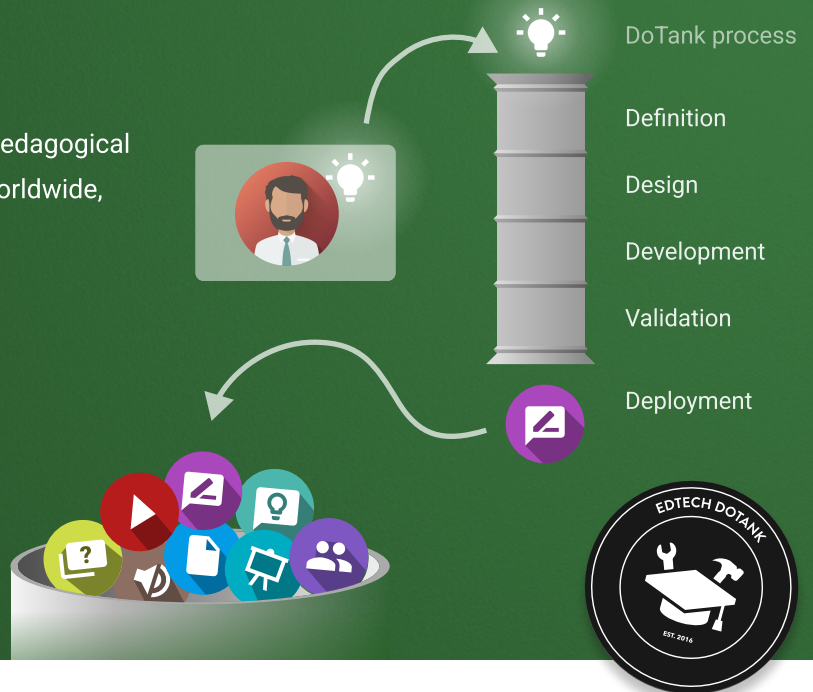 edagogical
orldwide,
DoTank process
Definition
Design
Development
Validation
Deployment
?
EDTECH DOTANK
EST. 2016